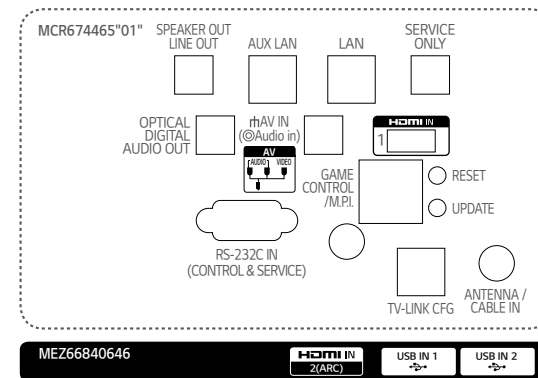 MCR674465"01"
SPEAKER OUT
LINE OUT
AUX LAN
LAN
SERVICE
ONLY
OPTICAL
DIGITAL
AUDIO OUT
AV IN
(Audio in)
AV
AUDIO VIDEO
HDMI IN
1
GAME
CONTROL
/M.P.I.
RESET
UPDATE
RS-232C IN
(CONTROL & SERVICE)
TV-LINK CFG
ANTENNA /
CABLE IN
MEZ66840646
HDMI IN
2(ARC)
USB IN 1
USB IN 2